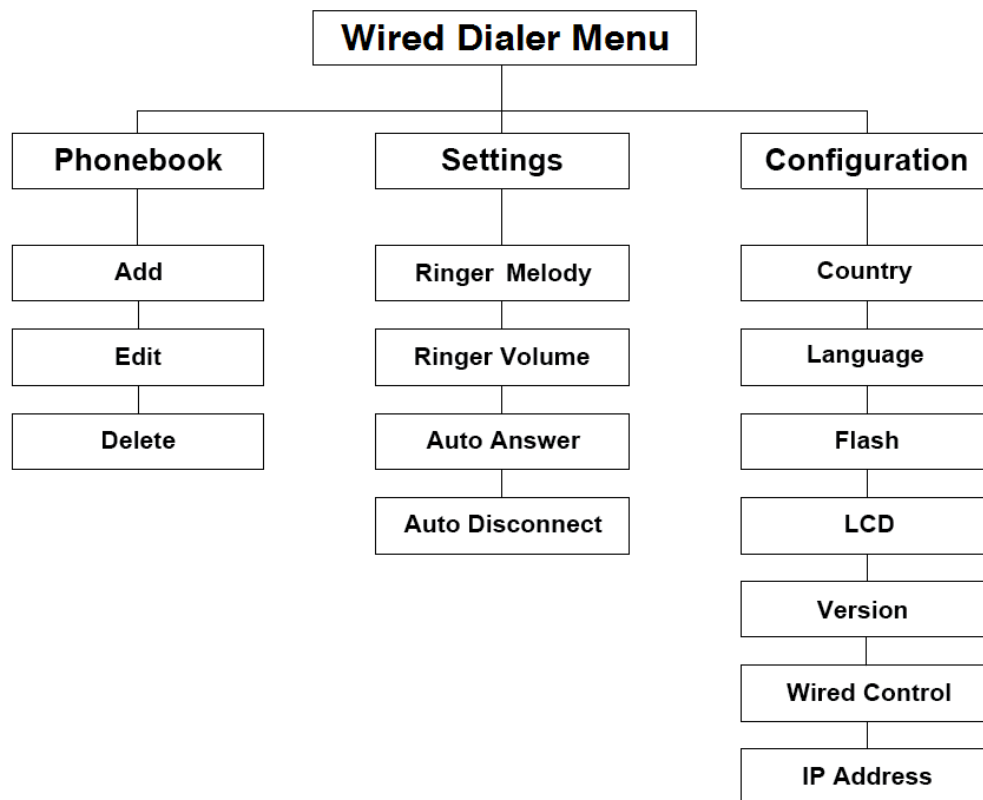 Wired Dialer Menu
Phonebook
Settings
Configuration
Add
Edit
Delete
Ringer Melody
Ringer Volume
Auto Answer
Auto Disconnect
Country
Language
Flash
LCD
Version
Wired Control
IP Address